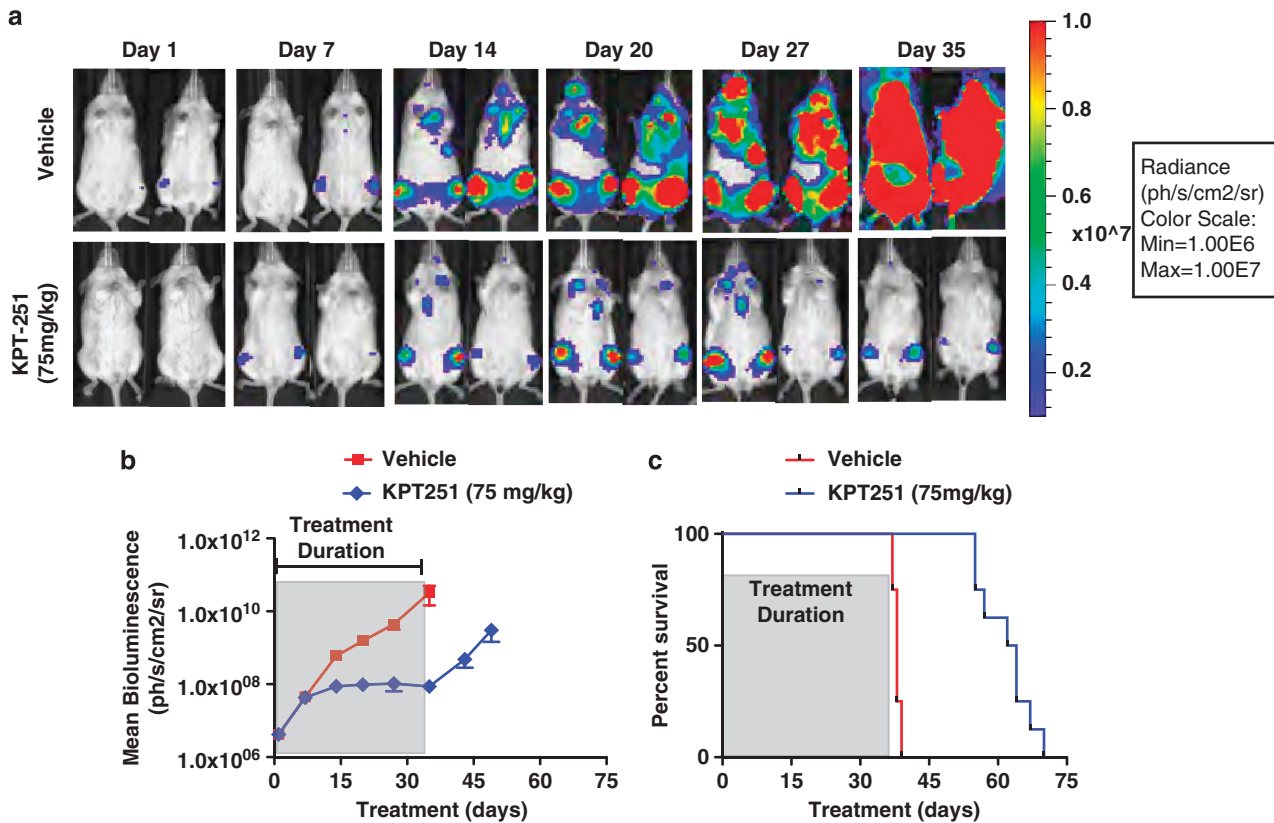 a
Day 1 Day 7 Day 14 Day 20 Day 27 Day 35
Vehicle
KPT-251
(75mg/kg)
1.0
0.8
0.6
x10^7
0.4
0.2
Radiance
(ph/s/cm2/sr)
Color Scale:
Min=1.00E6
Max=1.00E7
b
Vehicle
KPT251 (75 mg/kg)
Treatment
Duration
Mean Bioluminescence
(ph/s/cm2/sr)
1.0x10^12
1.0x10^10
1.0x10^08
1.0x10^06
0 15 30 45 60 75
Treatment (days)
c
Vehicle
KPT251 (75mg/kg)
Treatment
Duration
Percent survival
100
50
0
0 15 30 45 60 75
Treatment (days)